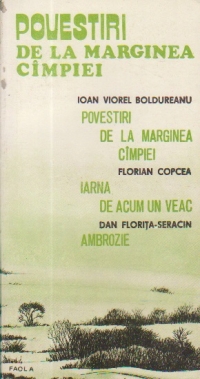 POVESTIRI
DE LA MARGINEA
CÎMPIEI
IOAN VIOREL BOLDUREANU
POVESTIRI
DE LA MARGINEA
CÎMPIEI
FLORIAN COPCEA
IARNA
DE ACUM UN VEAC
DAN FLORIȚA-SERACIN
AMBROZIE
FACLA